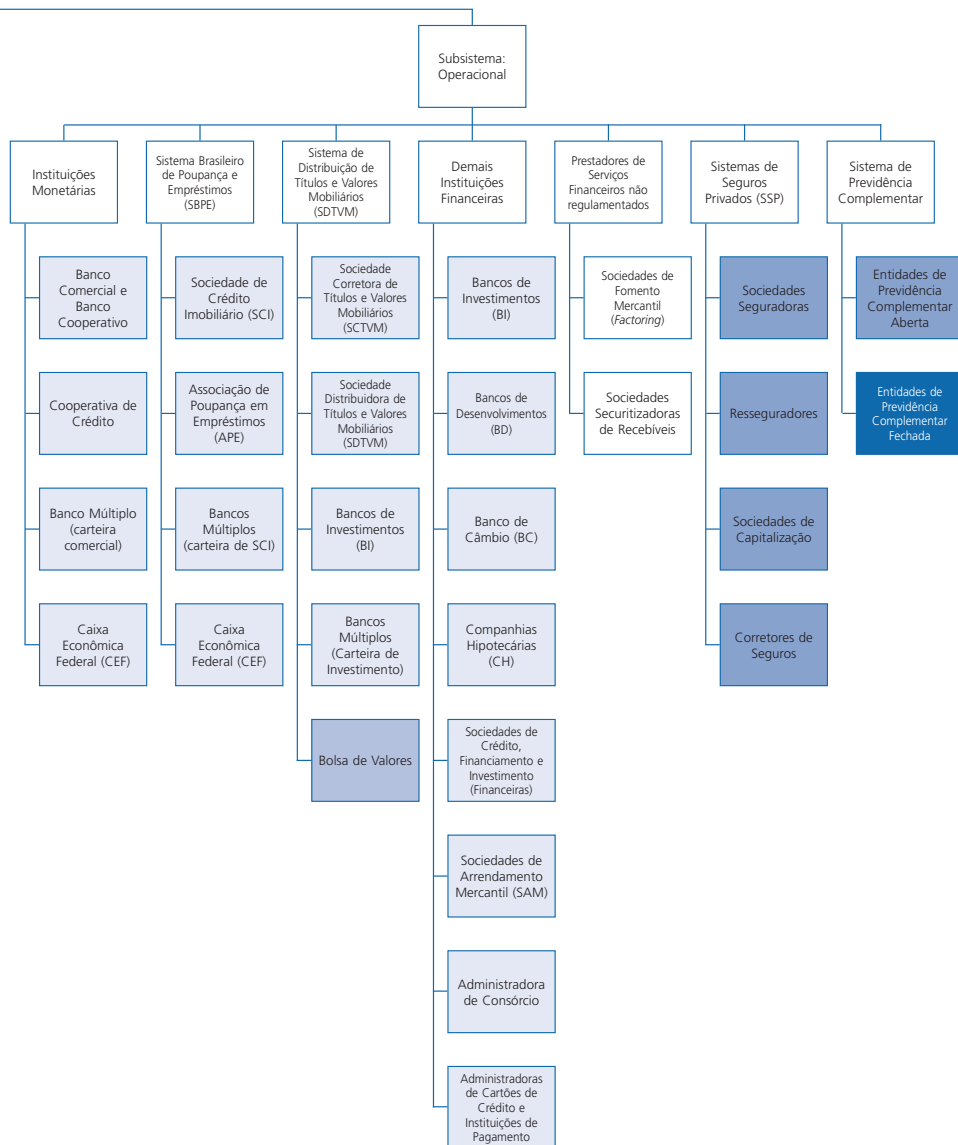 Subsistema:
Operacional
Instituições
Monetárias
Sistema Brasileiro
de Poupança e
Empréstimos
(SBPE)
Sistema de
Distribuição de
Títulos e Valores
Mobiliários
(SDTVM)
Demais
Instituições
Financeiras
Prestadores de
Serviços
Financeiros não
regulamentados
Sistemas de
Seguros
Privados (SSP)
Sistema de
Previdência
Complementar
Banco
Comercial e
Banco
Cooperativo
Sociedade de
Crédito
Imobiliário (SCI)
Sociedade
Corretora de
Títulos e Valores
Mobiliários
(SCTVM)
Bancos de
Investimentos
(BI)
Sociedades de
Fomento
Mercantil
(Factoring)
Sociedades
Seguradoras
Entidades de
Previdência
Complementar
Aberta
Cooperativa de
Crédito
Associação de
Poupança em
Empréstimos
(APE)
Sociedade
Distribuidora de
Títulos e Valores
Mobiliários
(SDTVM)
Bancos de
Desenvolvimentos
(BD)
Sociedades
Securitizadoras
de Recebíveis
Resseguradores
Entidades de
Previdência
Complementar
Fechada
Banco Múltiplo
(carteira
comercial)
Bancos
Múltiplos
(carteira de SCI)
Bancos de
Investimentos
(BI)
Banco de
Câmbio (BC)
Sociedades de
Capitalização
Caixa
Econômica
Federal (CEF)
Caixa
Econômica
Federal (CEF)
Bancos
Múltiplos
(Carteira de
Investimento)
Companhias
Hipotecárias
(CH)
Corretores de
Seguros
Bolsa de Valores
Sociedades de
Crédito,
Financiamento e
Investimento
(Financeiras)
Sociedades de
Arrendamento
Mercantil (SAM)
Administradora
de Consórcio
Administradoras
de Cartões de
Crédito e
Instituições de
Pagamento